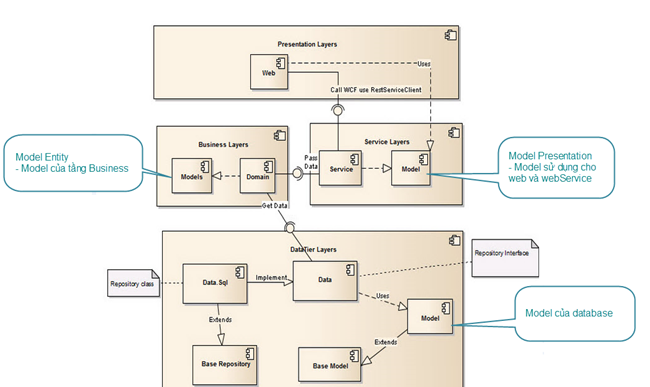 Presentation Layers
Web
Uses
Call WCF use RestServiceClient
Model Entity
- Model của tầng Business
Business Layers
Models
Domain
Pass
Data
Service Layers
Service
Model
Model Presentation
- Model sử dụng cho
web và webService
Get Data
DataTier Layers
Repository Interface
Repository class
Data.Sql
Implement
Data
Uses
Model
Model của database
Extends
Extends
Base Repository
Base Model